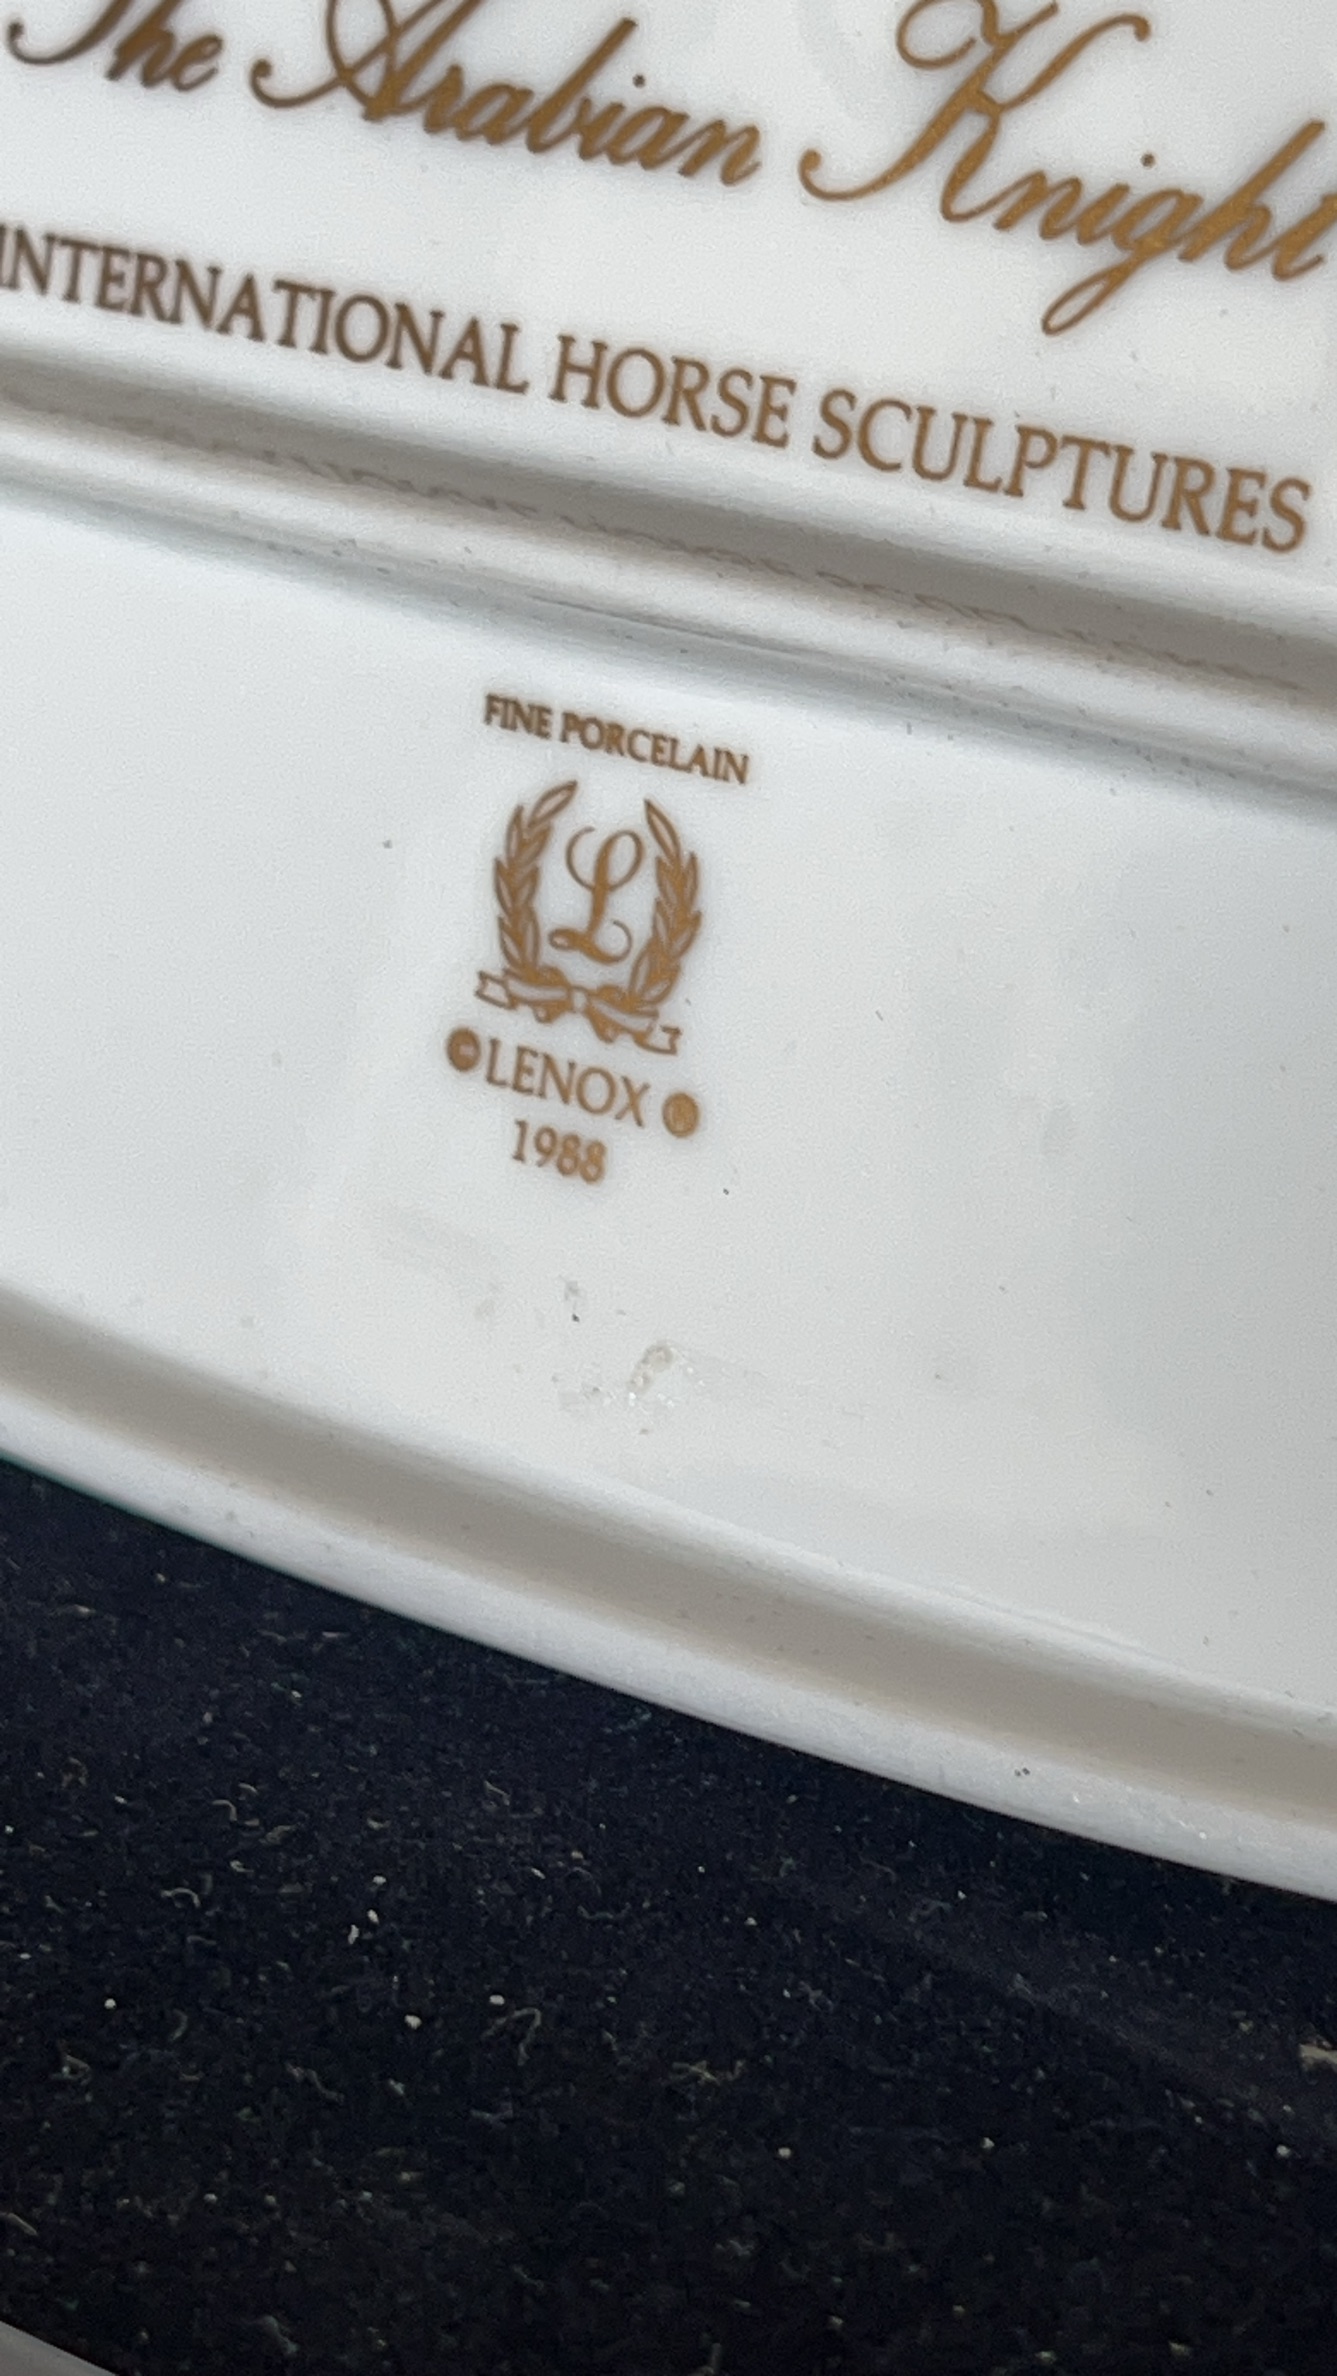 The Arabian Knight
INTERNATIONAL HORSE SCULPTURES
FINE PORCELAIN
L
© LENOX ®
1988